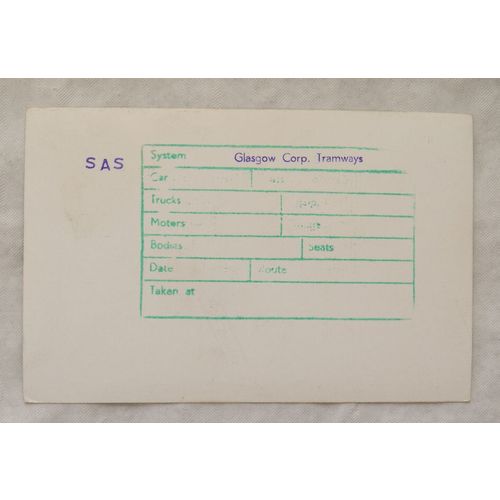 SAS
System Glasgow Corp. Tramways
Car
Trucks
Motors
Bodies Seats
Date Route
Taken at